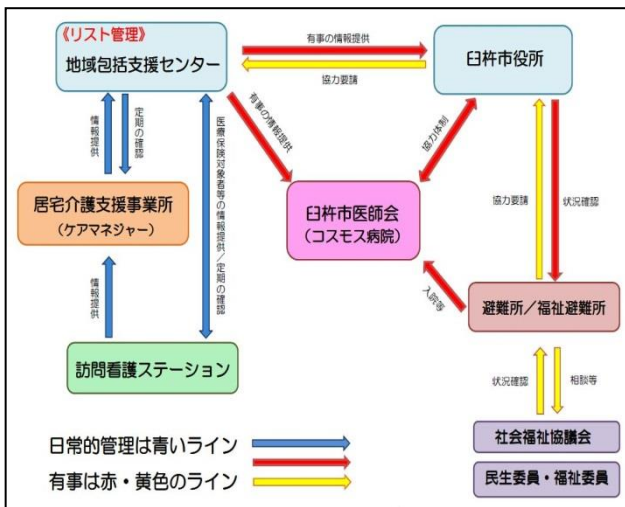 《リスト管理》
地域包括支援センター
有事の情報提供
協力要請
臼杵市役所
情報提供
定期の確認
医療保険対象者等の情報提供／定期の確認
有事の情報提供
協力体制
居宅介護支援事業所
（ケアマネジャー）
臼杵市医師会
（コスモス病院）
協力要請
状況確認
情報提供
入院等
避難所／福祉避難所
訪問看護ステーション
状況確認
相談等
社会福祉協議会
民生委員・福祉委員
日常的管理は青いライン
有事は赤・黄色のライン